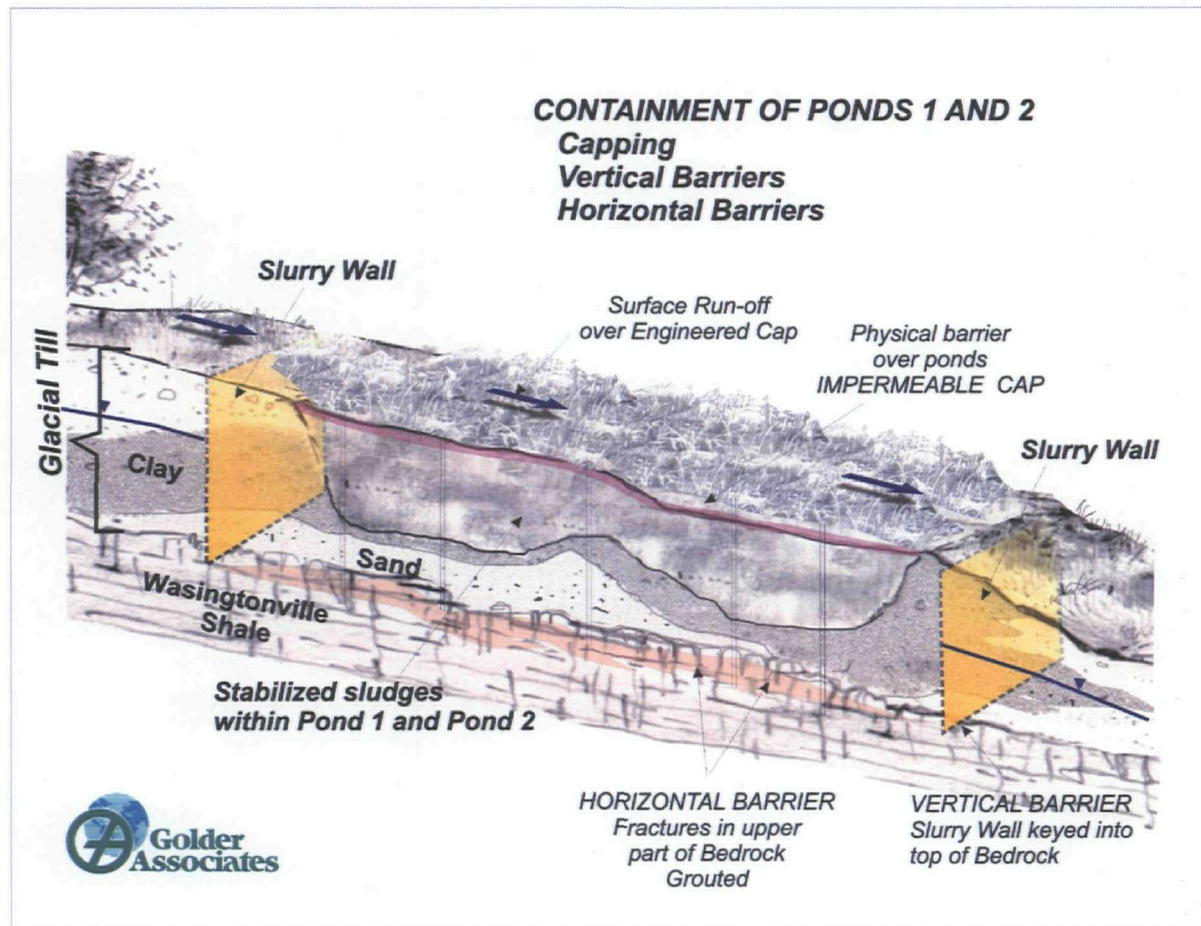 CONTAINMENT OF PONDS 1 AND 2
Capping
Vertical Barriers
Horizontal Barriers
Slurry Wall
Surface Run-off
over Engineered Cap
Physical barrier
over ponds
IMPERMEABLE CAP
Slurry Wall
Glacial Till
Clay
Sand
Wasingtonville
Shale
Stabilized sludges
within Pond 1 and Pond 2
HORIZONTAL BARRIER
Fractures in upper
part of Bedrock
Grouted
VERTICAL BARRIER
Slurry Wall keyed into
top of Bedrock
Golder
Associates